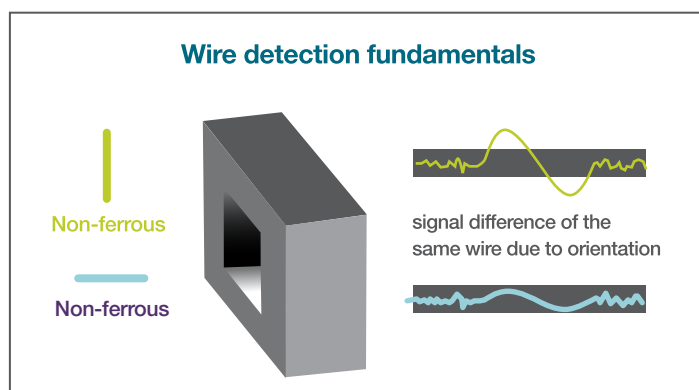 Wire detection fundamentals
Non-ferrous
signal difference of the
same wire due to orientation
Non-ferrous